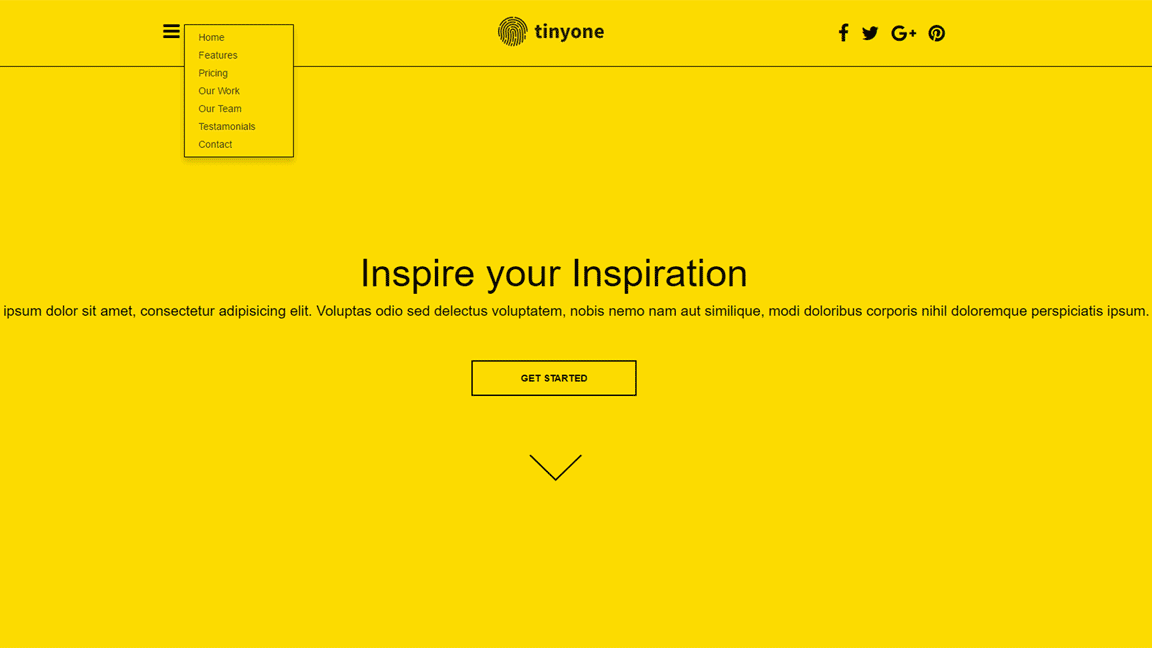 tinyone
Home
Features
Pricing
Our Work
Our Team
Testamonials
Contact
Inspire your Inspiration
ipsum dolor sit amet, consectetur adipisicing elit. Voluptas odio sed delectus voluptatem, nobis nemo nam aut similique, modi doloribus corporis nihil doloremque perspiciatis ipsum.
GET STARTED